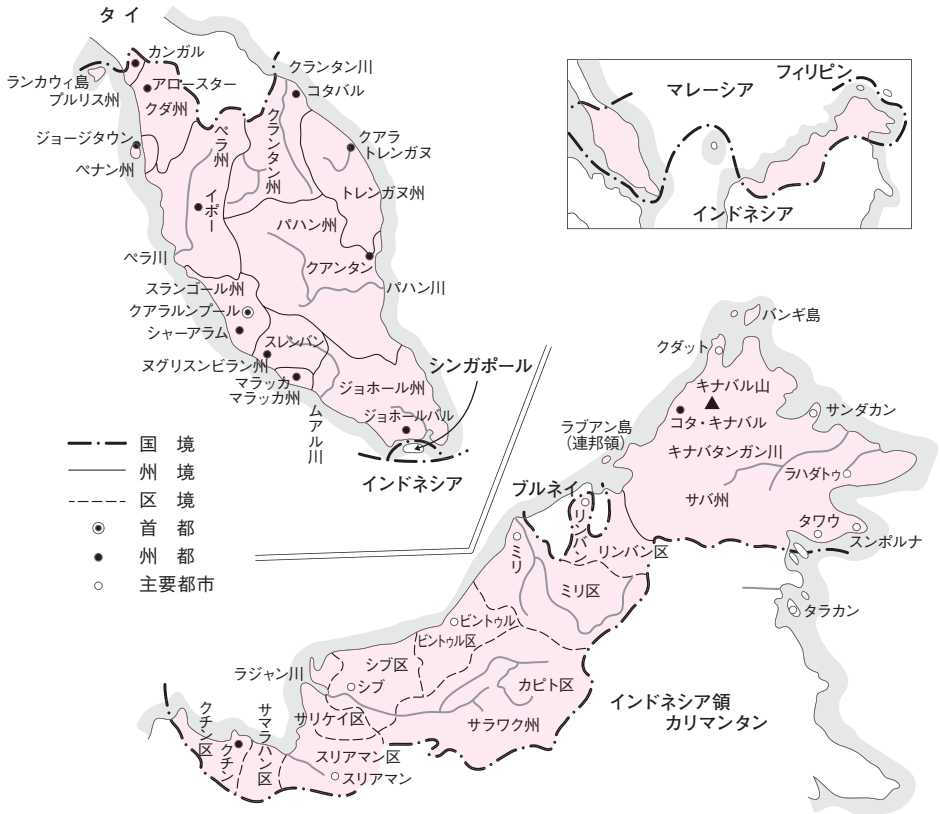 タイ
カンガル
ランカウィ島
プルリス州
アロースター
クダ州
クランタン川
コタバル
ジョージタウン
ペナン州
ペラ州
クランタン州
クアラ
トレンガヌ
トレンガヌ州
イポー
パハン州
ペラ川
クアンタン
パハン川
スランゴール州
クアラルンプール
シャーアラム
スレンバン
ヌグリスンビラン州
マラッカ
マラッカ州
ジョホール州
シンガポール
ムアル川
ジョホールバル
インドネシア
フィリピン
マレーシア
インドネシア
国境
州境
区境
首都
州都
主要都市
バンギ島
クダット
キナバル山
コタ・キナバル
サンダカン
ラブアン島
(連邦領)
キナバタンガン川
ラハダトゥ
サバ州
ブルネイ
リンバン
リンバン区
タワウ
スンポルナ
ミリ
ミリ区
タラカン
ビントゥル
ビントゥル区
シブ区
ラジャン川
シブ
カピト区
サリケイ区
サラワク州
インドネシア領
カリマンタン
クチン区
クチン
サマラハン区
スリアマン区
スリアマン